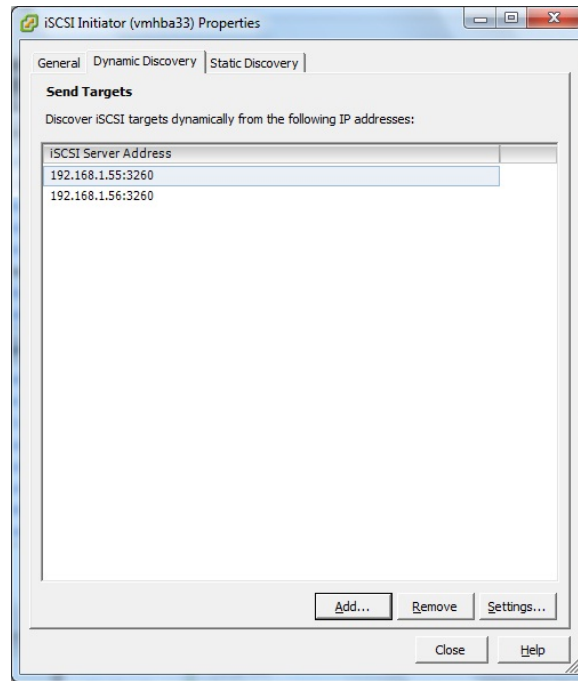 iSCSI Initiator (vmhba33) Properties
General Dynamic Discovery Static Discovery
Send Targets
Discover iSCSI targets dynamically from the following IP addresses:
iSCSI Server Address
192.168.1.55:3260
192.168.1.56:3260
Add... Remove Settings...
Close Help